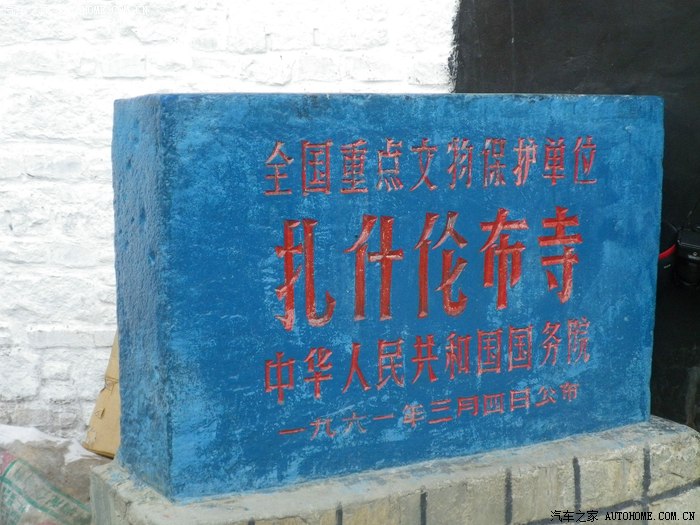 全国重点文物保护单位
扎什伦布寺
中华人民共和国国务院
一九六一年三月四日公布
汽车之家 AUTOHOME.COM.CN